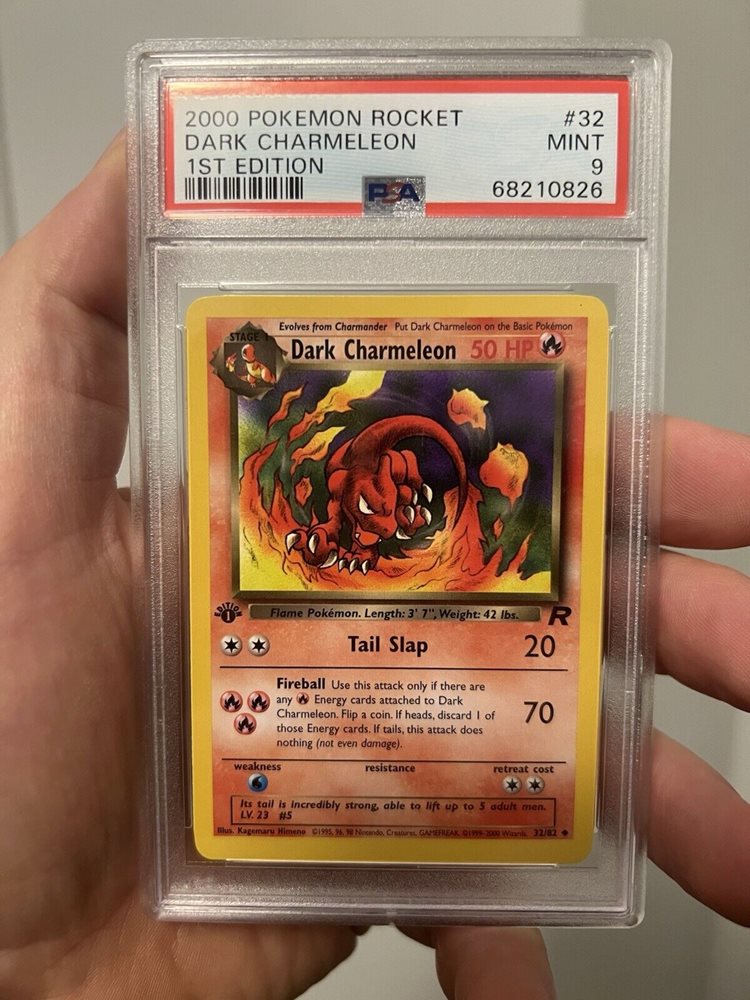 2000 POKEMON ROCKET #32
DARK CHARMELEON MINT
1ST EDITION 9
PSA 68210826
Evolves from Charmander Put Dark Charmeleon on the Basic Pokémon
STAGE 1
Dark Charmeleon 50 HP
EDITION 1
Flame Pokémon. Length: 3' 7", Weight: 42 lbs.
R
Tail Slap 20
Fireball Use this attack only if there are
any Energy cards attached to Dark
Charmeleon. Flip a coin. If heads, discard 1 of
those Energy cards. If tails, this attack does
nothing (not even damage).
70
weakness resistance retreat cost
Its tail is incredibly strong, able to lift up to 5 adult men.
LV. 23 #5
Illus. Kagemaru Himeno ©1995, 96, 98 Nintendo, Creatures, GAMEFREAK. ©1999-2000 Wizards. 32/82